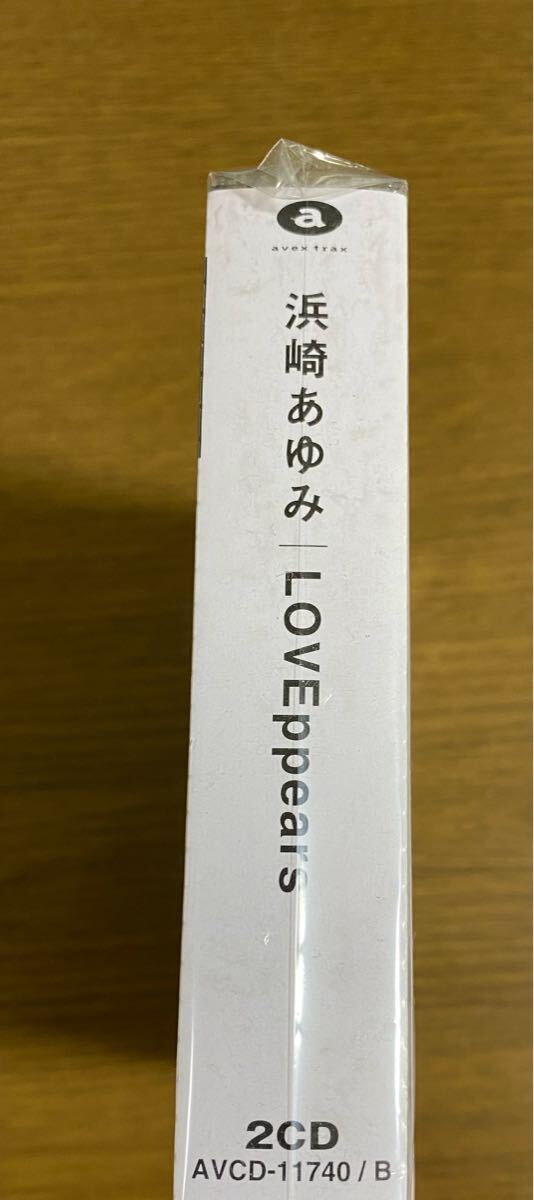 a
avex trax
浜崎あゆみ｜LOVEppears
2CD
AVCD-11740 / B